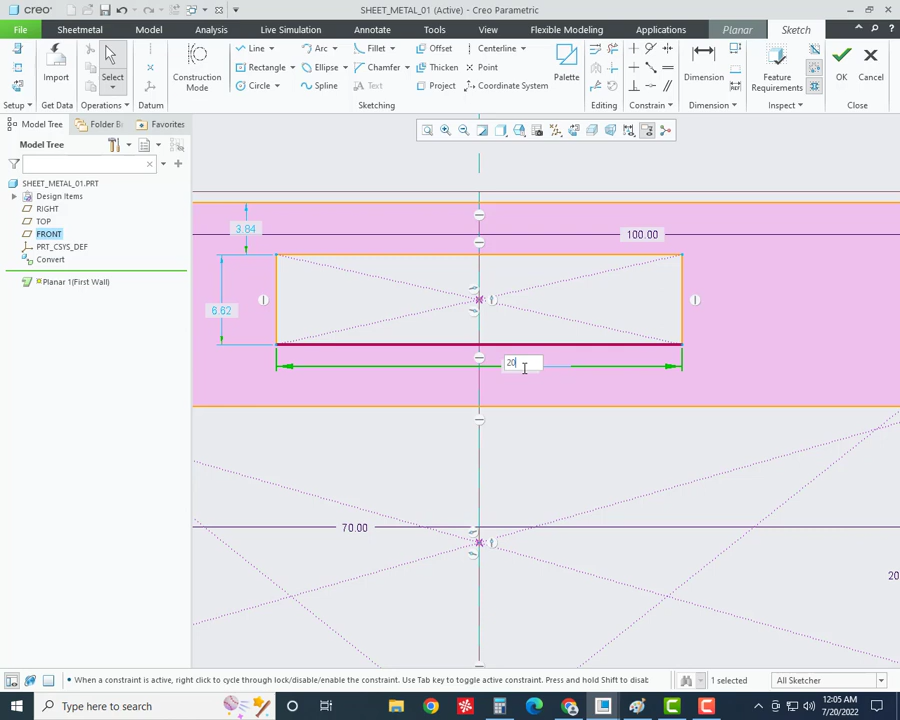 creo
SHEET_METAL_01 (Active) - Creo Parametric
File
Sheetmetal
Model
Analysis
Live Simulation
Annotate
Tools
View
Flexible Modeling
Applications
Planar
Sketch
Import
Select
Line
Rectangle
Circle
Arc
Ellipse
Spline
Fillet
Chamfer
Text
Offset
Thicken
Project
Centerline
Point
Coordinate System
Construction
Mode
Palette
Dimension
Feature
Requirements
OK
Cancel
Setup
Get Data
Operations
Datum
Sketching
Editing
Constrain
Dimension
Inspect
Close
Model Tree
Folder B
Favorites
Model Tree
SHEET_METAL_01.PRT
Design Items
RIGHT
TOP
FRONT
PRT_CSYS_DEF
Convert
Planar 1(First Wall)
3.84
100.00
6.62
20
70.00
20
When a constraint is active, right click to cycle through lock/disable/enable the constraint. Use Tab key to toggle active constraint. Press and hold Shift to disab
1 selected
All Sketcher
Type here to search
12:05 AM
7/20/2022